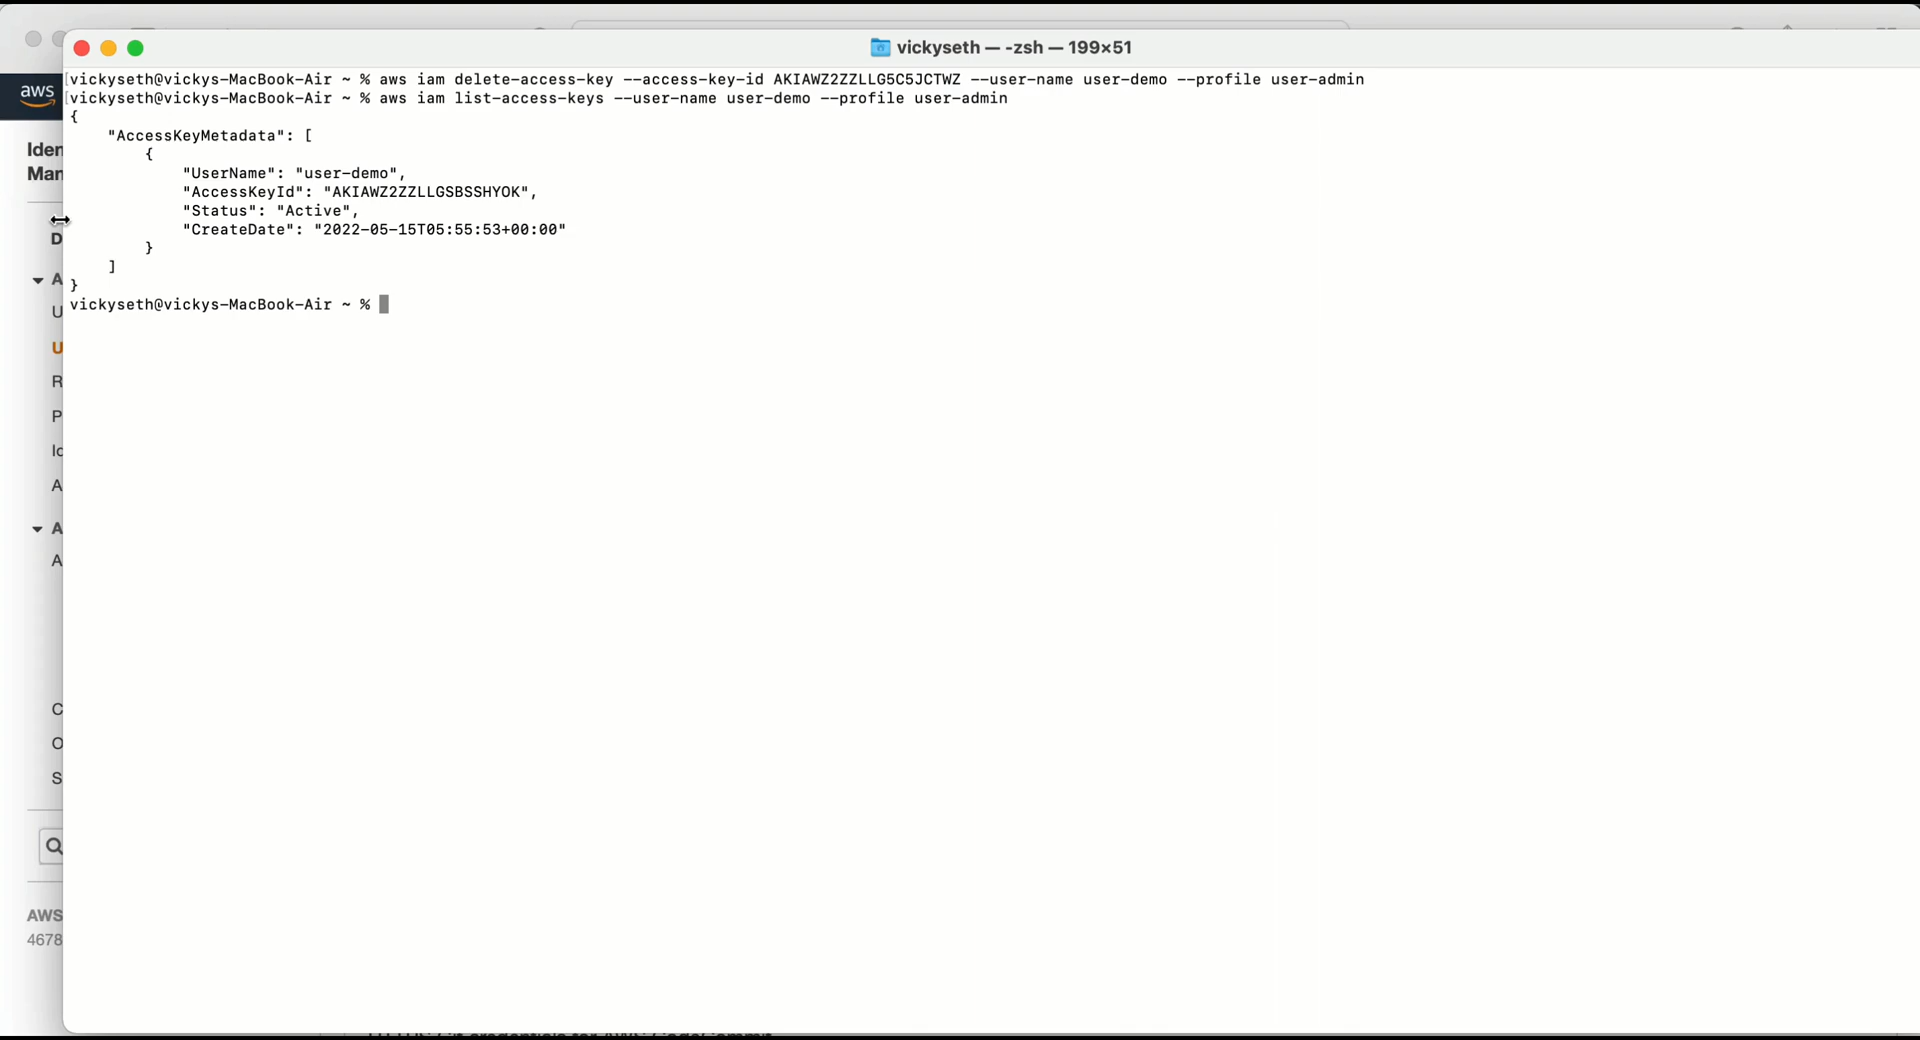 vickyseth — -zsh — 199×51
[vickyseth@vickys-MacBook-Air ~ % aws iam delete-access-key --access-key-id AKIAWZ2ZZLLG5C5JCTWZ --user-name user-demo --profile user-admin
[vickyseth@vickys-MacBook-Air ~ % aws iam list-access-keys --user-name user-demo --profile user-admin
{
"AccessKeyMetadata": [
{
"UserName": "user-demo",
"AccessKeyId": "AKIAWZ2ZZLLGSBSSHYOK",
"Status": "Active",
"CreateDate": "2022-05-15T05:55:53+00:00"
}
]
}
vickyseth@vickys-MacBook-Air ~ %
aws
Iden
Man
D
A
U
U
R
P
Id
A
A
A
C
O
S
AWS
4678